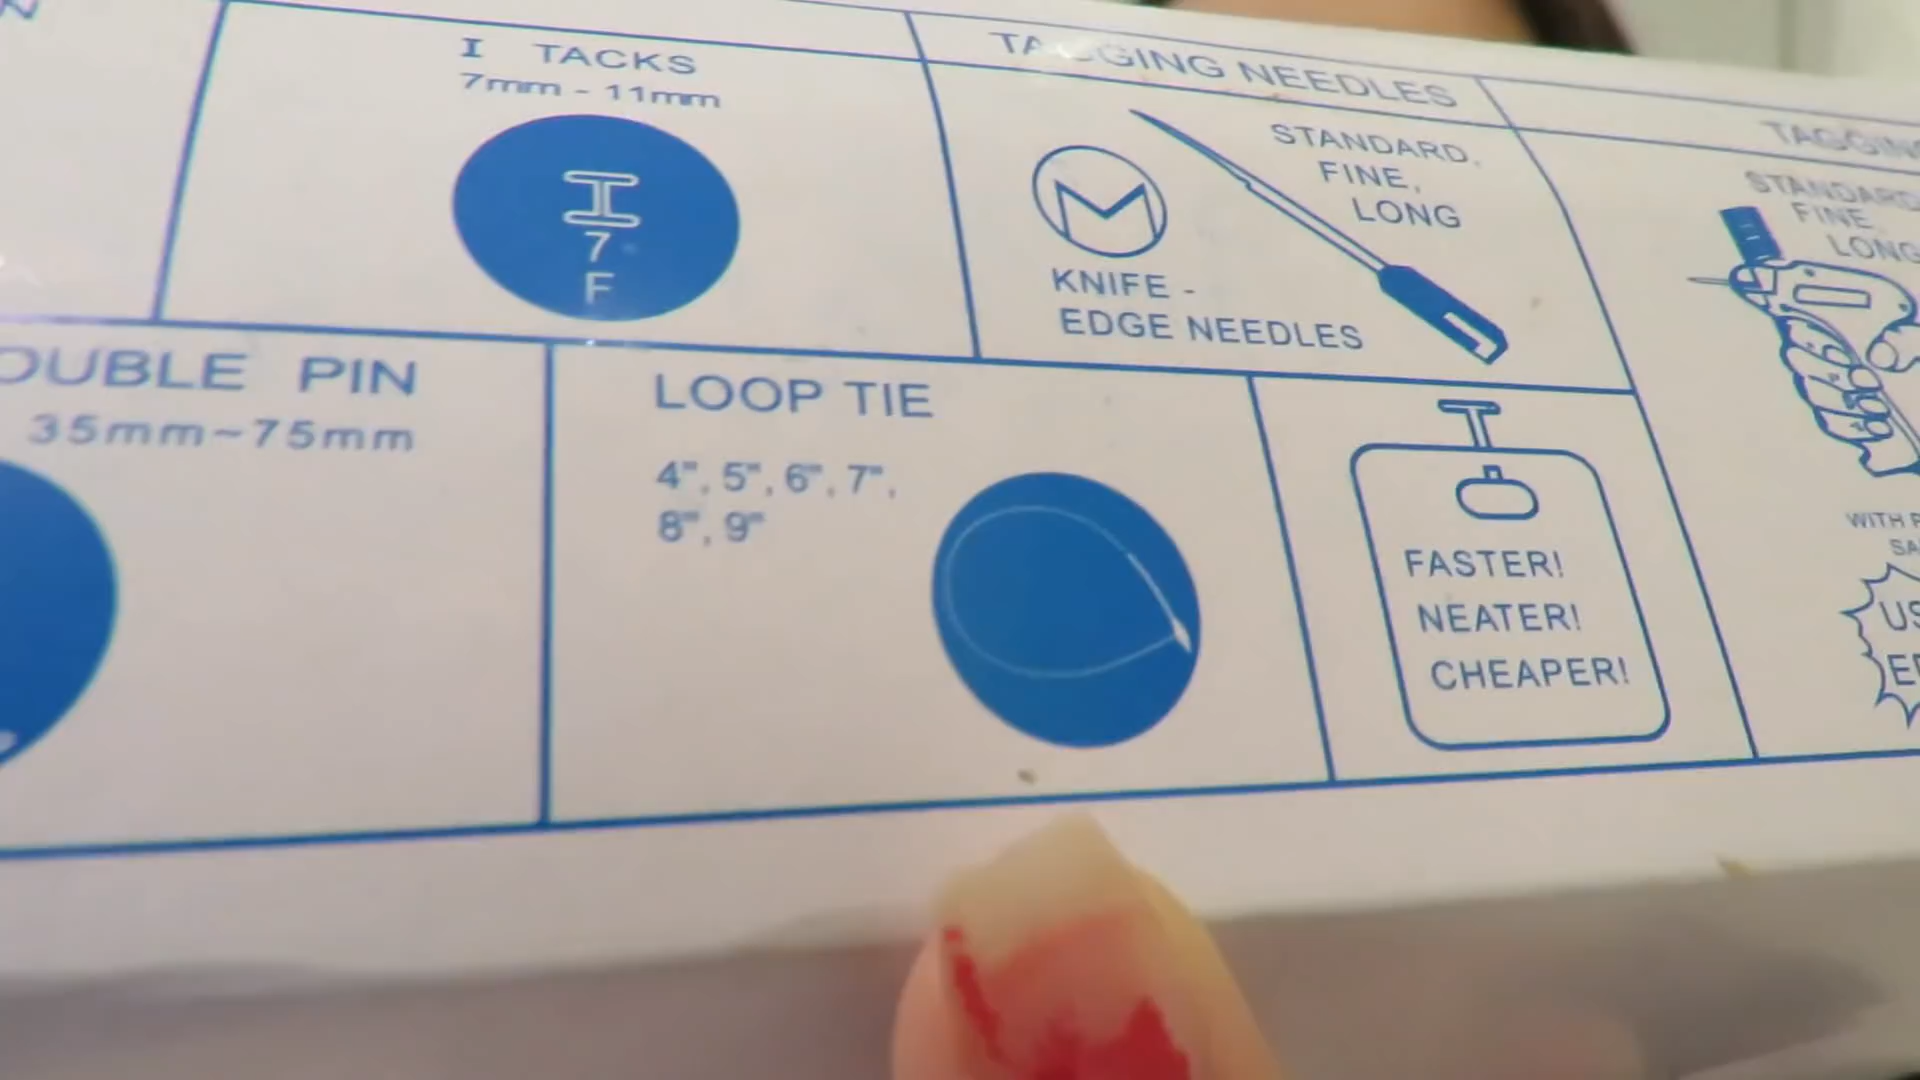 I TACKS
7mm - 11mm
7
F
TAGGING NEEDLES
STANDARD,
FINE,
LONG
KNIFE -
EDGE NEEDLES
STANDARD
FINE
LONG
PIN
35mm~75mm
LOOP TIE
4", 5", 6", 7",
8", 9"
FASTER!
NEATER!
CHEAPER!
WITH